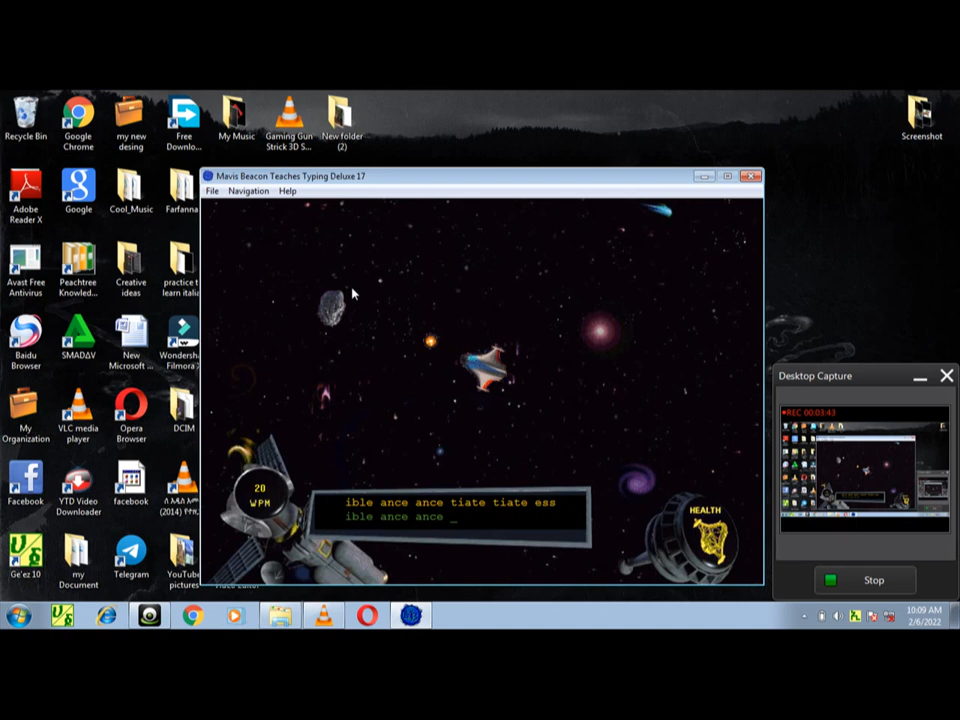 Recycle Bin
Google
Chrome
my new
desing
Free
Downlo...
My Music
Gaming Gun
Strick 3D S...
New folder
(2)
Screenshot
Mavis Beacon Teaches Typing Deluxe 17
File Navigation Help
Adobe
Reader X
Google
Cool_Music
Farfanna
Avast Free
Antivirus
Peachtree
Knowled...
Creative
ideas
practice t
learn itali
Baidu
Browser
SMADAV
New
Microsoft ...
Wondersh
Filmora 7
My
Organization
VLC media
player
Opera
Browser
DCIM
Facebook
YTD Video
Downloader
facebook
(2014) ፊት
Ge'ez 10
my
Document
Telegram
YouTube
pictures
20
WPM
ible ance ance tiate tiate ess
ible ance ance _
HEALTH
Desktop Capture
REC 00:03:43
Stop
10:09 AM
2/6/2022